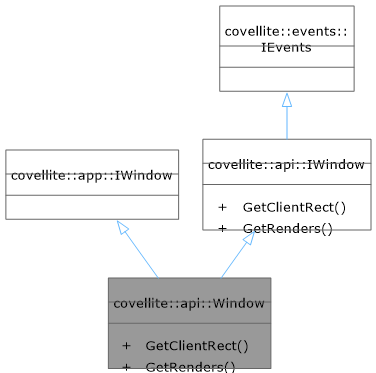 covellite::events::
IEvents
covellite::app::IWindow
covellite::api::IWindow
+ GetClientRect()
+ GetRenders()
covellite::api::Window
+ GetClientRect()
+ GetRenders()